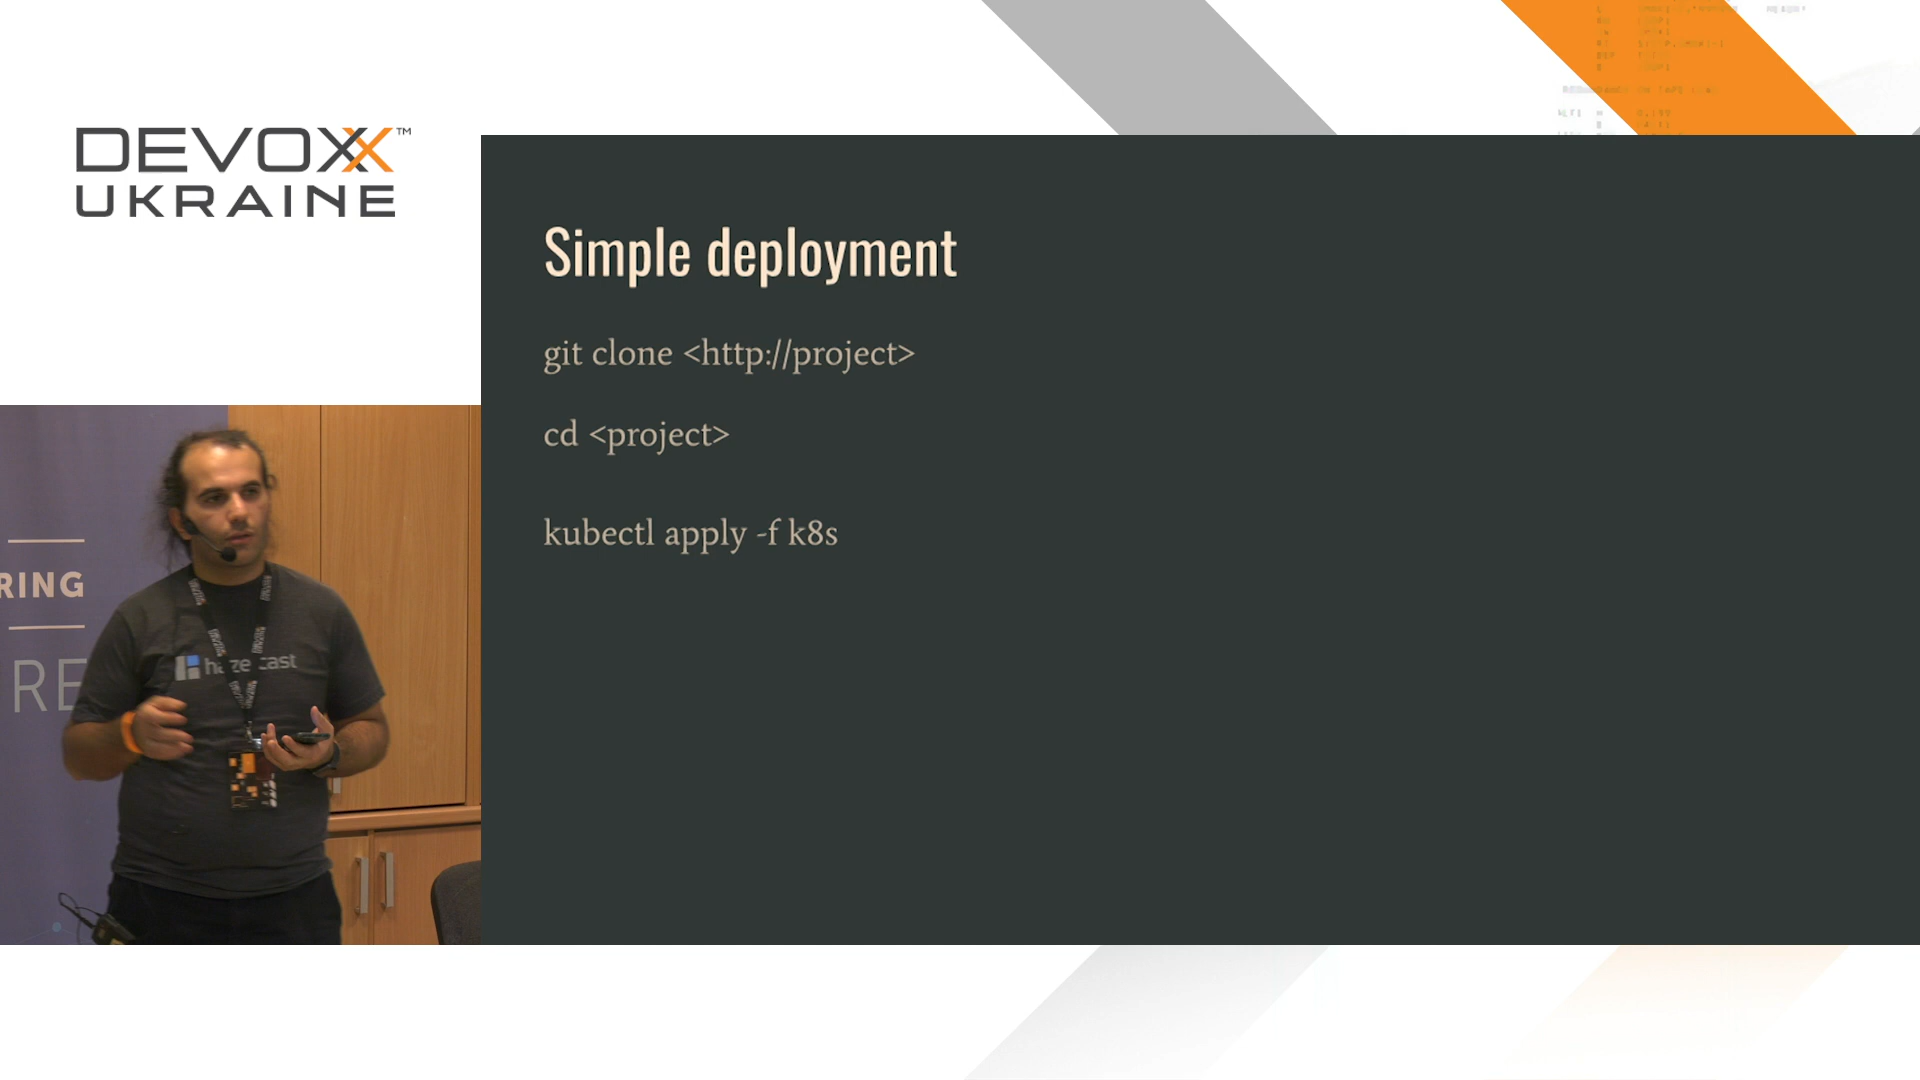 DEVOXX™
UKRAINE
Simple deployment
git clone <http://project>
cd <project>
kubectl apply -f k8s
RING
RE
hazelcast